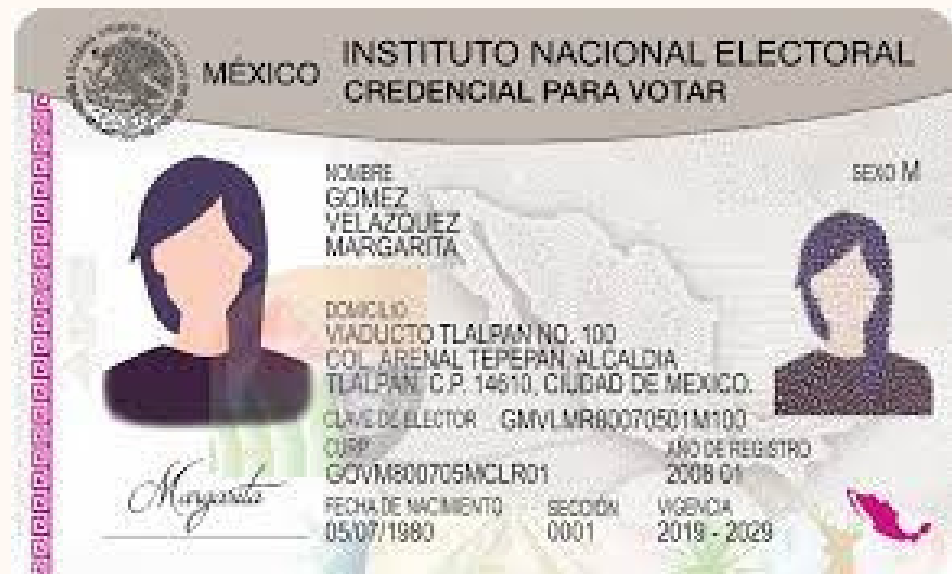 MÉXICO
INSTITUTO NACIONAL ELECTORAL
CREDENCIAL PARA VOTAR
NOMBRE
GOMEZ
VELAZQUEZ
MARGARITA
SEXO M
DOMICILIO
VIADUCTO TLALPAN NO. 100
COL. ARENAL TEPEPAN, ALCALDIA
TLALPAN, C.P. 14610, CIUDAD DE MEXICO.
CLAVE DE ELECTOR GMVLMR80070501M100
CURP
GOVM800705MCLR01
AÑO DE REGISTRO
2008 01
FECHA DE NACIMIENTO
05/07/1980
SECCIÓN
0001
VIGENCIA
2019 - 2029
Margarita